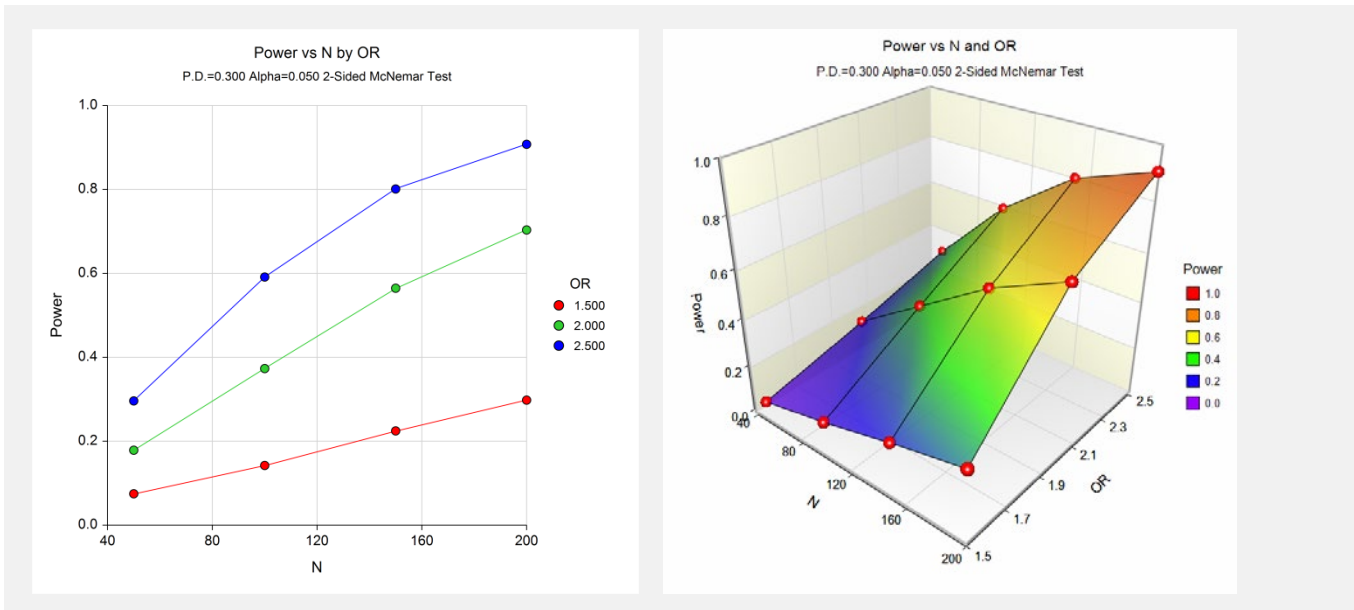 Power vs N by OR
P.D.=0.300 Alpha=0.050 2-Sided McNemar Test
1.0
0.8
0.6
0.4
0.2
0.0
Power
40 80 120 160 200
N
OR
1.500
2.000
2.500
Power vs N and OR
P.D.=0.300 Alpha=0.050 2-Sided McNemar Test
1.0
0.8
0.6
0.4
0.2
0.0
Power
40
80
120
160
200
N
1.5
1.7
1.9
2.1
2.3
2.5
OR
Power
1.0
0.8
0.6
0.4
0.2
0.0